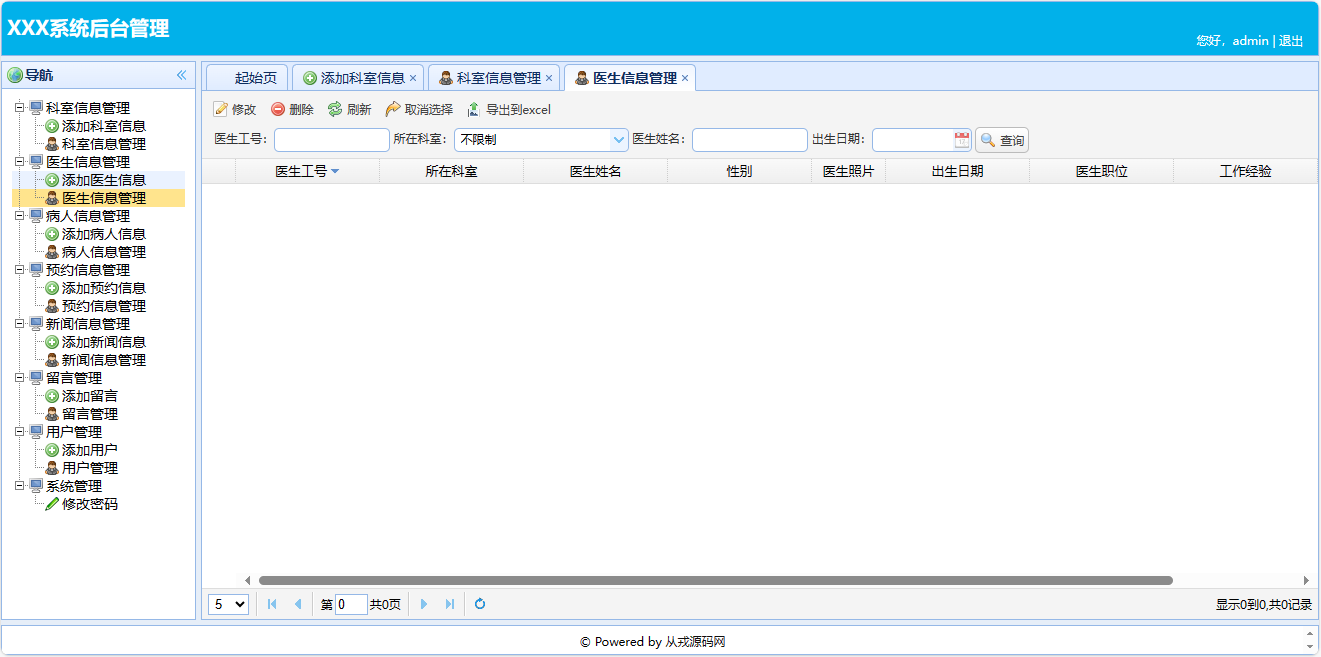 XXX系统后台管理
您好，admin | 退出
导航
科室信息管理
添加科室信息
科室信息管理
医生信息管理
添加医生信息
医生信息管理
病人信息管理
添加病人信息
病人信息管理
预约信息管理
添加预约信息
预约信息管理
新闻信息管理
添加新闻信息
新闻信息管理
留言管理
添加留言
留言管理
用户管理
添加用户
用户管理
系统管理
修改密码
起始页 添加科室信息 科室信息管理 医生信息管理
修改 删除 刷新 取消选择 导出到excel
医生工号： 所在科室： 不限制 医生姓名： 出生日期： 查询
医生工号 所在科室 医生姓名 性别 医生照片 出生日期 医生职位 工作经验
5 第 0 共0页 显示0到0,共0记录
© Powered by 从戎源码网